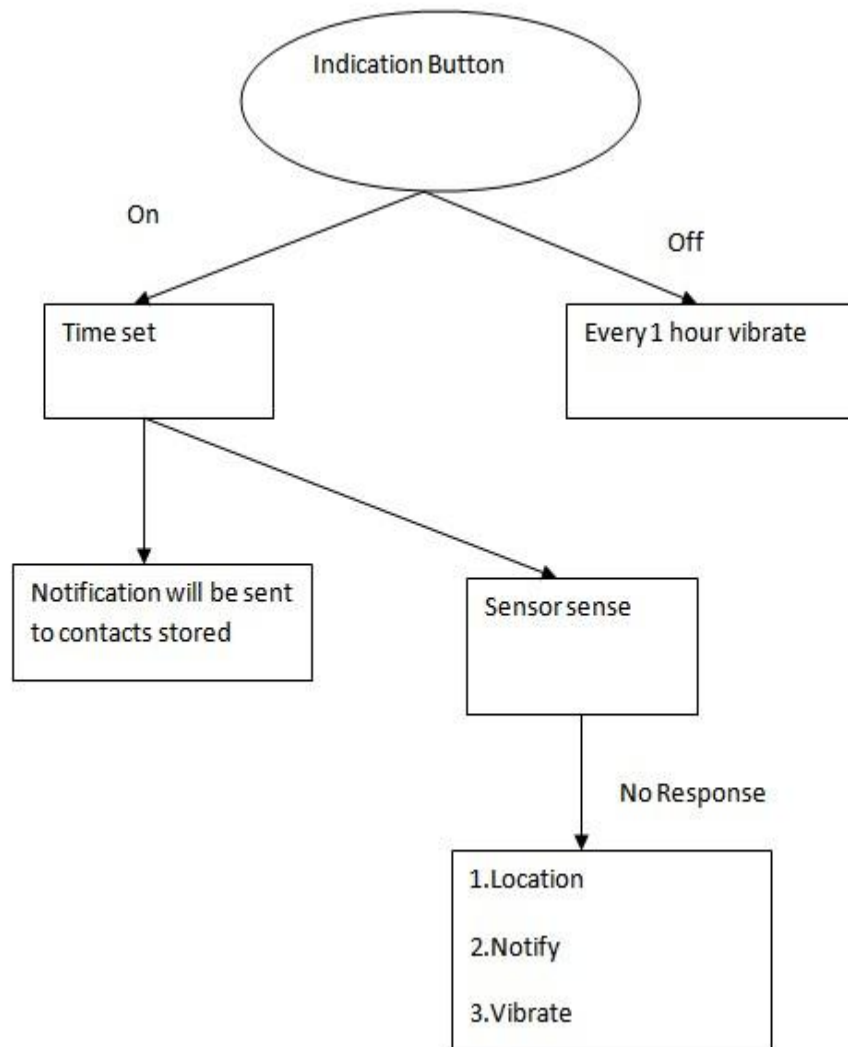 Indication Button
On
Off
Time set
Every 1 hour vibrate
Notification will be sent
to contacts stored
Sensor sense
No Response
1.Location
2.Notify
3.Vibrate